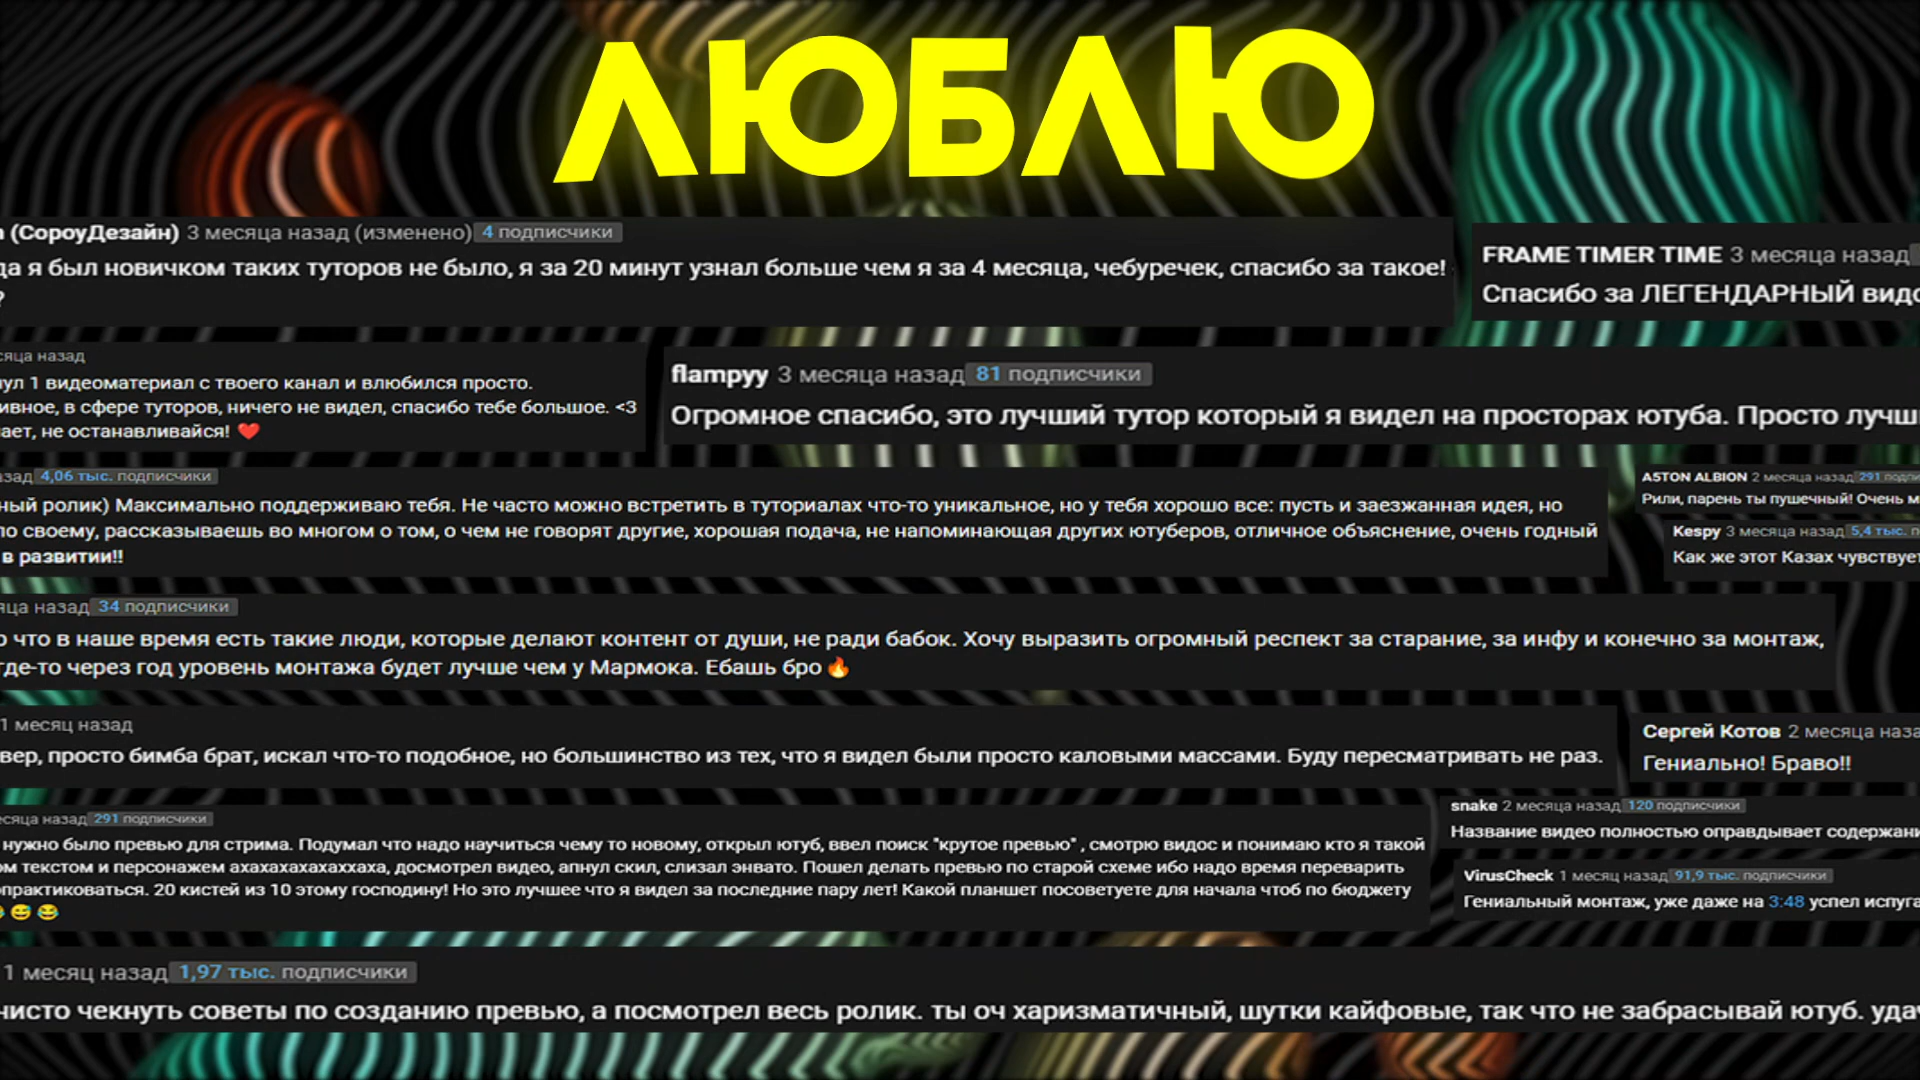 ЛЮБЛЮ
(СороуДезайн) 3 месяца назад (изменено) 4 подписчики
да я был новичком таких туторов не было, я за 20 минут узнал больше чем я за 4 месяца, чебуречек, спасибо за такое!
?
FRAME TIMER TIME 3 месяца назад
Спасибо за ЛЕГЕНДАРНЫЙ видо
сяца назад
нул 1 видеоматериал с твоего канал и влюбился просто.
ивное, в сфере туторов, ничего не видел, спасибо тебе большое. <3
ает, не останавливайся! ❤️
flampyy 3 месяца назад 81 подписчики
Огромное спасибо, это лучший тутор который я видел на просторах ютуба. Просто лучш
азад 4,06 тыс. подписчики
ный ролик) Максимально поддерживаю тебя. Не часто можно встретить в туториалах что-то уникальное, но у тебя хорошо все: пусть и заезжанная идея, но
по своему, рассказываешь во многом о том, о чем не говорят другие, хорошая подача, не напоминающая других ютуберов, отличное объяснение, очень годный
в развитии!!
ASTON ALBION 2 месяца назад 291 подпи
Рили, парень ты пушечный! Очень м
Kespy 3 месяца назад 5,4 тыс. п
Как же этот Казах чувствует
яца назад 34 подписчики
о что в наше время есть такие люди, которые делают контент от души, не ради бабок. Хочу выразить огромный респект за старание, за инфу и конечно за монтаж,
где-то через год уровень монтажа будет лучше чем у Мармока. Ебашь бро🔥
1 месяц назад
вер, просто бимба брат, искал что-то подобное, но большинство из тех, что я видел были просто каловыми массами. Буду пересматривать не раз.
Сергей Котов 2 месяца наза
Гениально! Браво!!
есяца назад 291 подписчики
нужно было превью для стрима. Подумал что надо научиться чему то новому, открыл ютуб, ввел поиск "крутое превью" , смотрю видос и понимаю кто я такой
ом текстом и персонажем ахахахахахаххаха, досмотрел видео, апнул скил, слизал энвато. Пошел делать превью по старой схеме ибо надо время переварить
опрактиковаться. 20 кистей из 10 этому господину! Но это лучшее что я видел за последние пару лет! Какой планшет посоветуете для начала чтоб по бюджету
😅 😂
snake 2 месяца назад 120 подписчики
Название видео полностью оправдывает содержани
VirusCheck 1 месяц назад 91,9 тыс. подписчики
Гениальный монтаж, уже даже на 3:48 успел испуга
1 месяц назад 1,97 тыс. подписчики
чисто чекнуть советы по созданию превью, а посмотрел весь ролик. ты оч харизматичный, шутки кайфовые, так что не забрасывай ютуб. удач